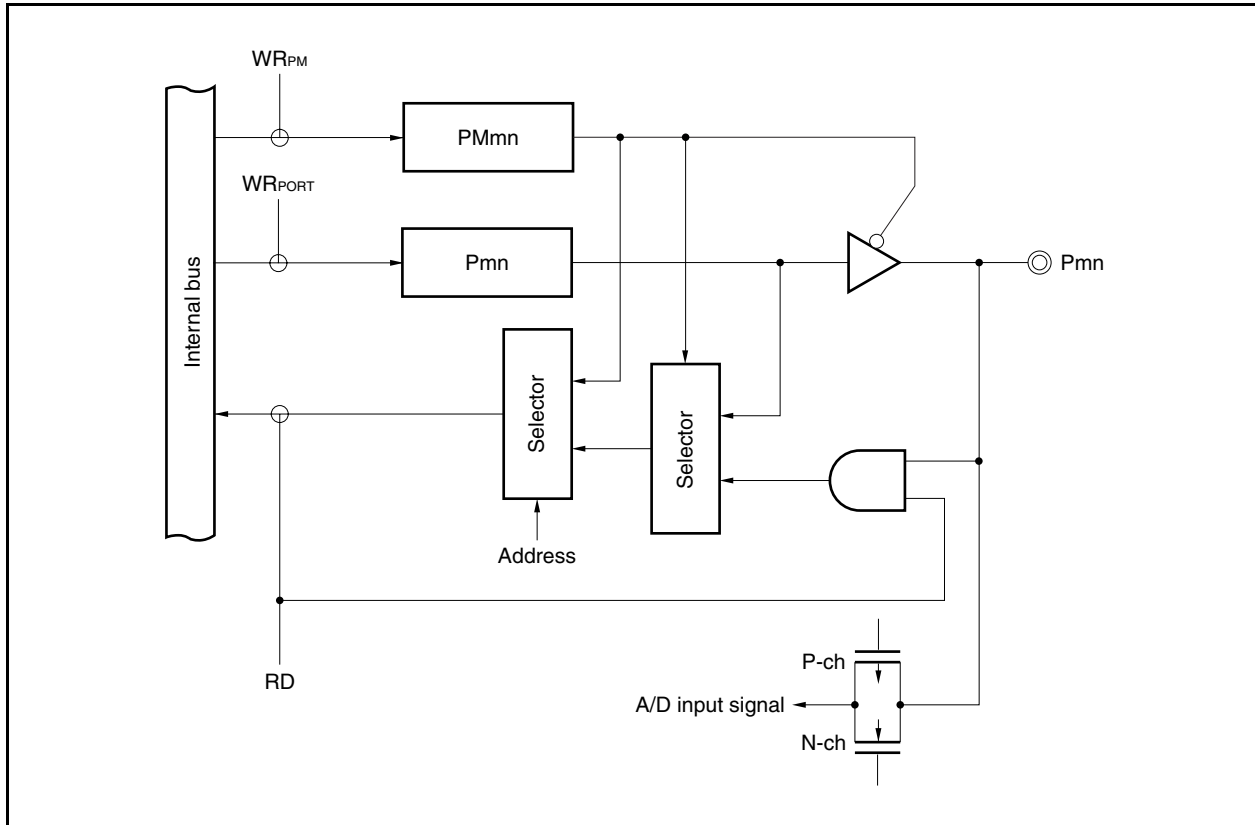 WRPM
PMmn
WRPORT
Pmn
Pmn
Internal bus
Selector
Selector
Address
RD
P-ch
A/D input signal
N-ch